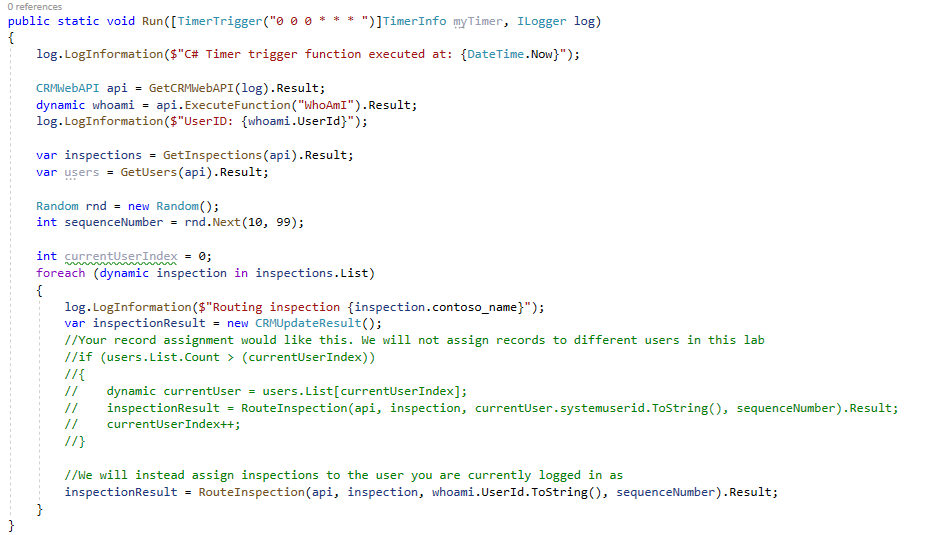 0 references
public static void Run([TimerTrigger("0 0 0 * * * ")]TimerInfo myTimer, ILogger log)
{
    log.LogInformation($"C# Timer trigger function executed at: {DateTime.Now}");

    CRMWebAPI api = GetCRMWebAPI(log).Result;
    dynamic whoami = api.ExecuteFunction("WhoAmI").Result;
    log.LogInformation($"UserID: {whoami.UserId}");

    var inspections = GetInspections(api).Result;
    var users = GetUsers(api).Result;

    Random rnd = new Random();
    int sequenceNumber = rnd.Next(10, 99);

    int currentUserIndex = 0;
    foreach (dynamic inspection in inspections.List)
    {
        log.LogInformation($"Routing inspection {inspection.contoso_name}");
        var inspectionResult = new CRMUpdateResult();
        //Your record assignment would like this. We will not assign records to different users in this lab
        //if (users.List.Count > (currentUserIndex))
        //{
        //    dynamic currentUser = users.List[currentUserIndex];
        //    inspectionResult = RouteInspection(api, inspection, currentUser.systemuserid.ToString(), sequenceNumber).Result;
        //    currentUserIndex++;
        //}

        //We will instead assign inspections to the user you are currently logged in as
        inspectionResult = RouteInspection(api, inspection, whoami.UserId.ToString(), sequenceNumber).Result;
    }
}